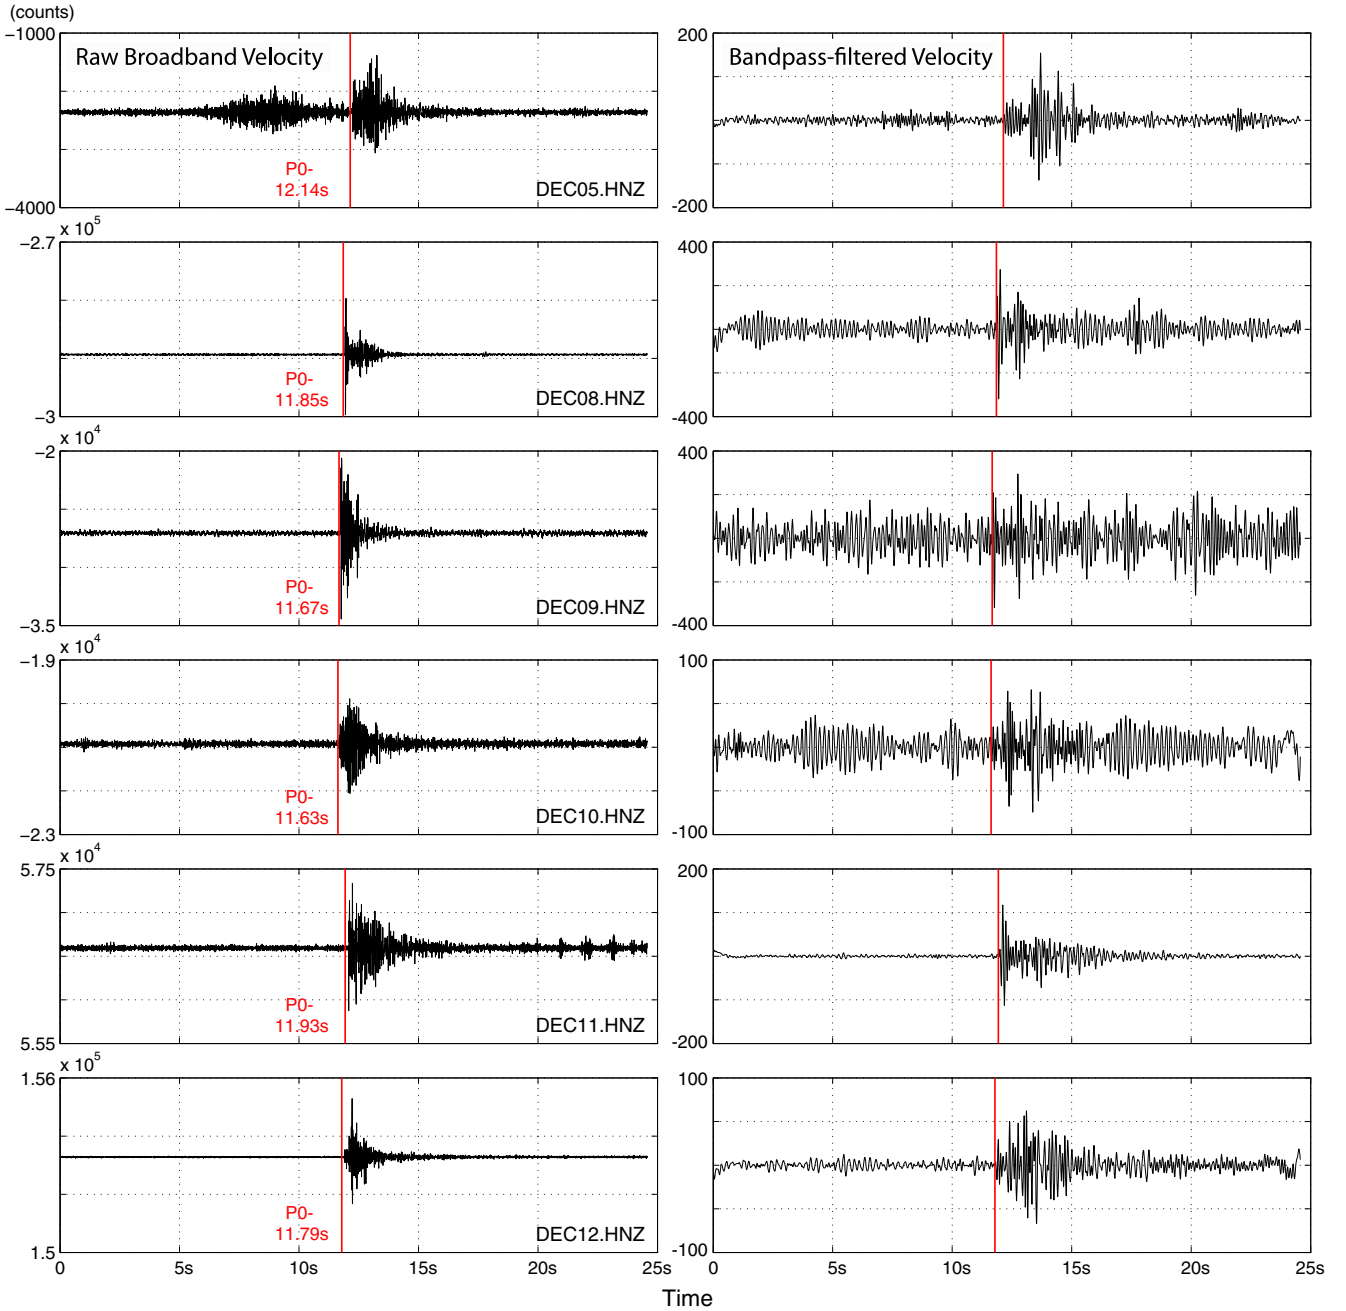 (counts)
−1000
Raw Broadband Velocity
P0-
12.14s
DEC05.HNZ
−4000
200
Bandpass-filtered Velocity
-200
x 10^5
−2.7
P0-
11.85s
DEC08.HNZ
−3
400
-400
x 10^4
−2
P0-
11.67s
DEC09.HNZ
−3.5
400
-400
x 10^4
−1.9
P0-
11.63s
DEC10.HNZ
−2.3
100
-100
x 10^4
5.75
P0-
11.93s
DEC11.HNZ
5.55
200
-200
x 10^5
1.56
P0-
11.79s
DEC12.HNZ
1.5
100
-100
0 5s 10s 15s 20s 25s
0 5s 10s 15s 20s 25s
Time